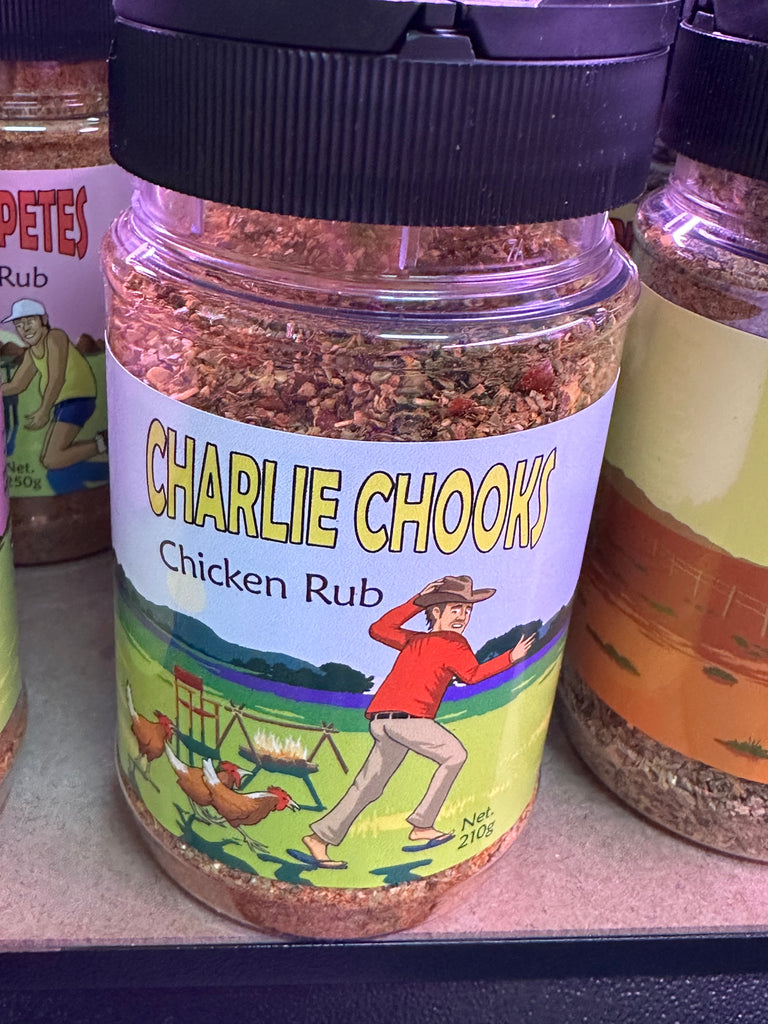 PETES
Rub
Net.
250g
CHARLIE CHOOKS
Chicken Rub
Net.
210g